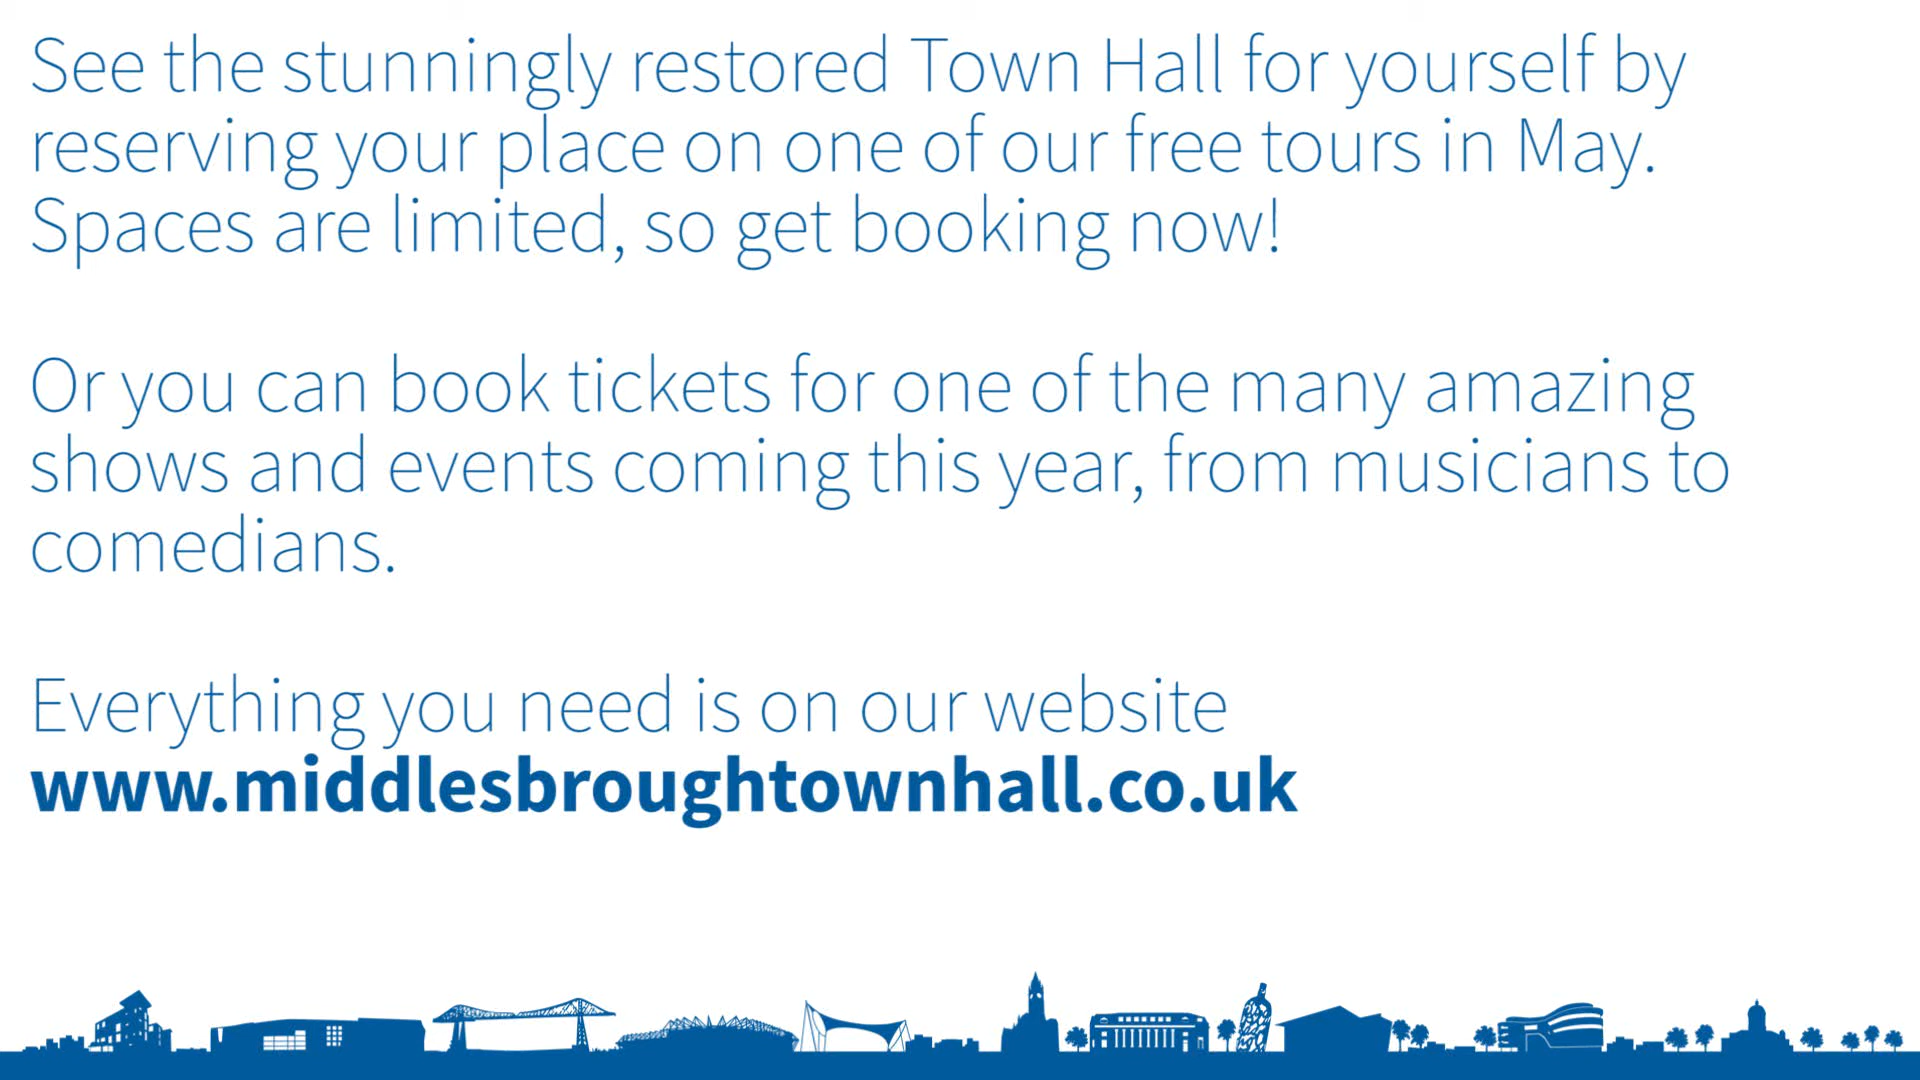 See the stunningly restored Town Hall for yourself by
reserving your place on one of our free tours in May.
Spaces are limited, so get booking now!
Or you can book tickets for one of the many amazing
shows and events coming this year, from musicians to
comedians.
Everything you need is on our website
www.middlesbroughtownhall.co.uk